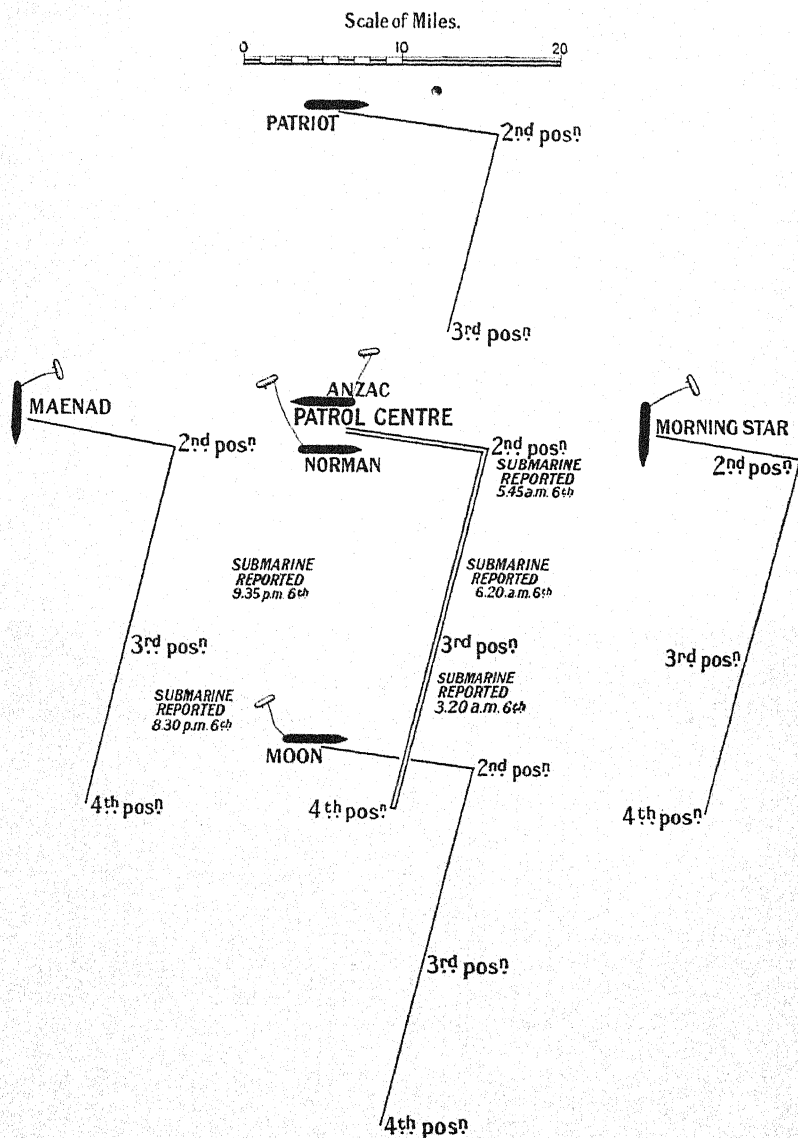 Scale of Miles.
0 10 20
PATRIOT
2nd posn
3rd posn
ANZAC
MAENAD
PATROL CENTRE
MORNING STAR
2nd posn
NORMAN
2nd posn
SUBMARINE
REPORTED
5.45 a.m. 6th
2nd posn
SUBMARINE
REPORTED
9.35 p.m. 6th
SUBMARINE
REPORTED
6.20. a.m. 6th
3rd posn
3rd posn
3rd posn
SUBMARINE
REPORTED
8.30 p.m. 6th
SUBMARINE
REPORTED
3.20 a.m. 6th
MOON
2nd posn
4th posn
4th posn
4th posn
3rd posn
4th posn